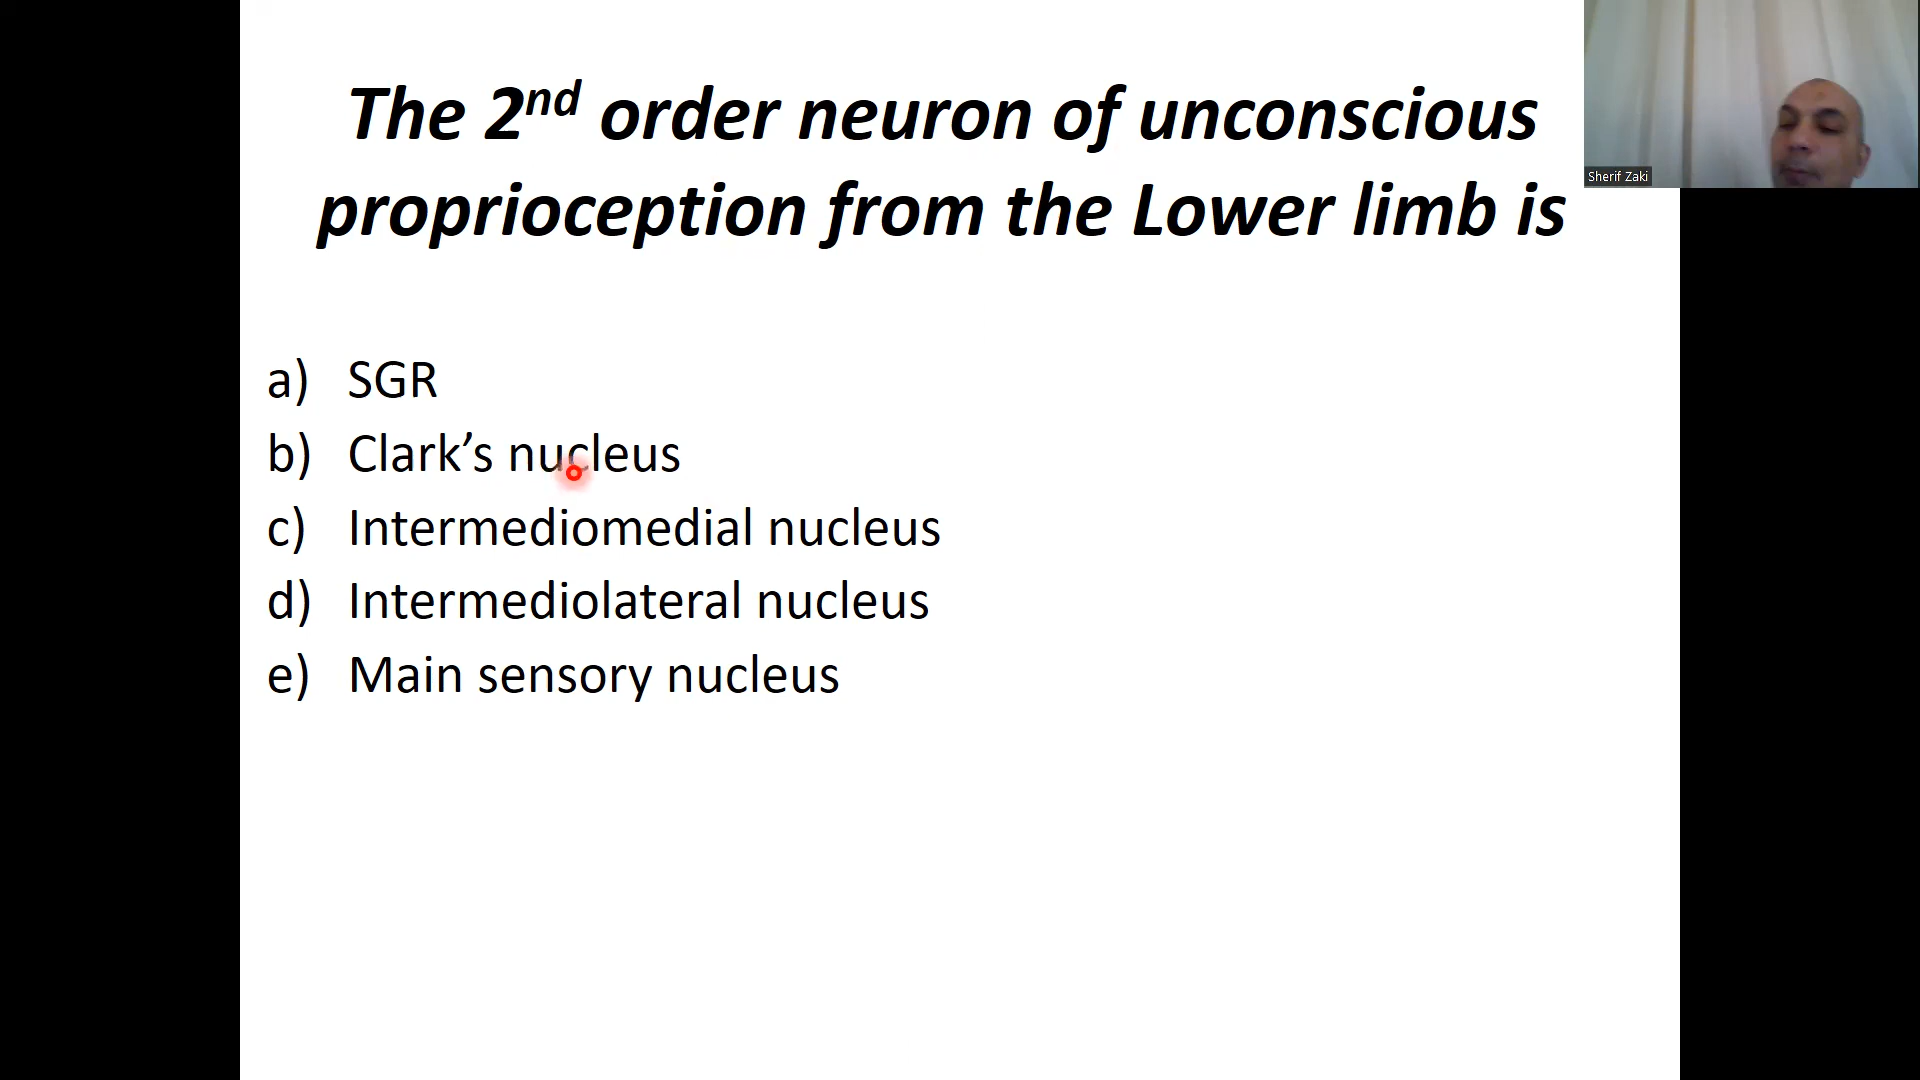 The 2nd order neuron of unconscious
proprioception from the Lower limb is
Sherif Zaki
a) SGR
b) Clark’s nucleus
c) Intermediomedial nucleus
d) Intermediolateral nucleus
e) Main sensory nucleus